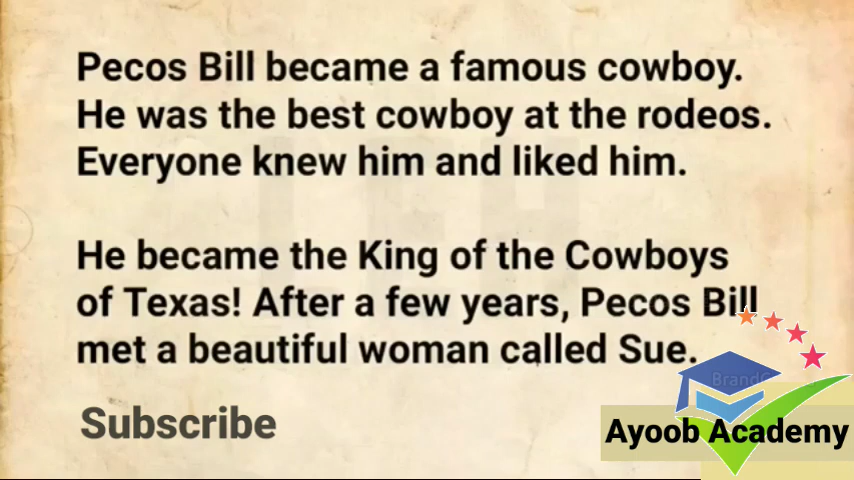 Pecos Bill became a famous cowboy.
He was the best cowboy at the rodeos.
Everyone knew him and liked him.
He became the King of the Cowboys
of Texas! After a few years, Pecos Bill
met a beautiful woman called Sue.
Subscribe
Ayoob Academy